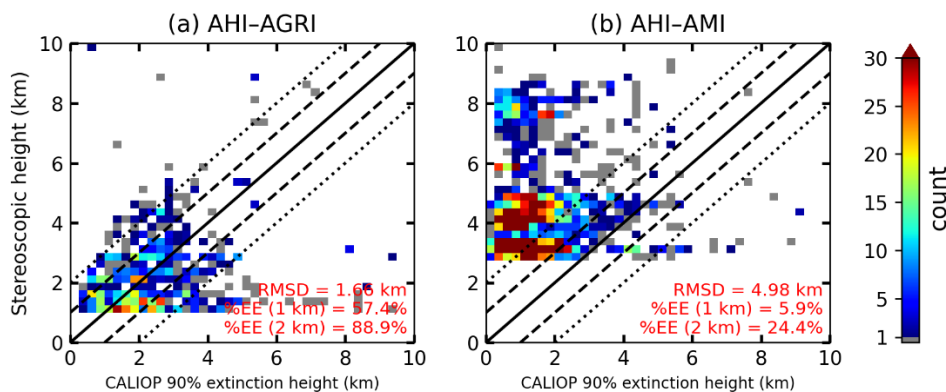 (a) AHI–AGRI
(b) AHI–AMI
Stereoscopic height (km)
10
8
6
4
2
0
0
2
4
6
8
10
RMSD = 1.66 km
%EE (1 km) = 57.4%
%EE (2 km) = 88.9%
CALIOP 90% extinction height (km)
10
8
6
4
2
0
0
2
4
6
8
10
RMSD = 4.98 km
%EE (1 km) = 5.9%
%EE (2 km) = 24.4%
CALIOP 90% extinction height (km)
30
25
20
15
10
5
1
count